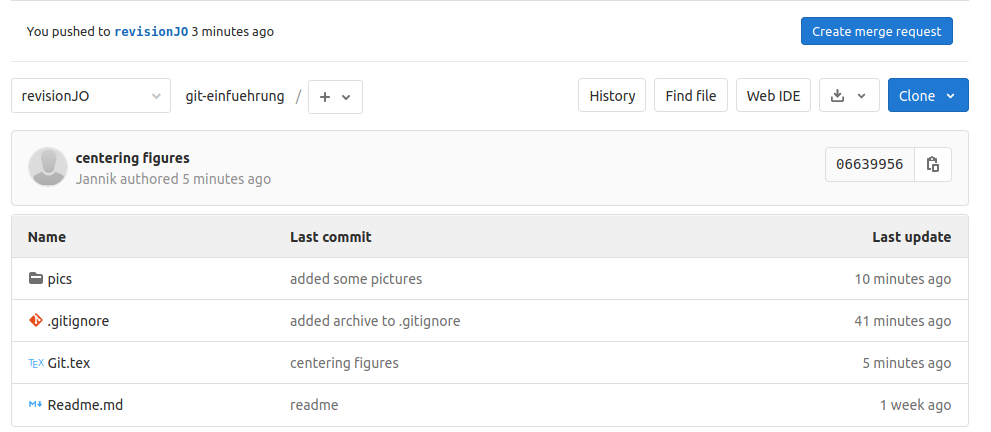 You pushed to revisionJO 3 minutes ago Create merge request
revisionJO git-einfuehrung / + History Find file Web IDE Clone
centering figures
Jannik authored 5 minutes ago 06639956
Name Last commit Last update
pics added some pictures 10 minutes ago
.gitignore added archive to .gitignore 41 minutes ago
TEX Git.tex centering figures 5 minutes ago
M Readme.md readme 1 week ago